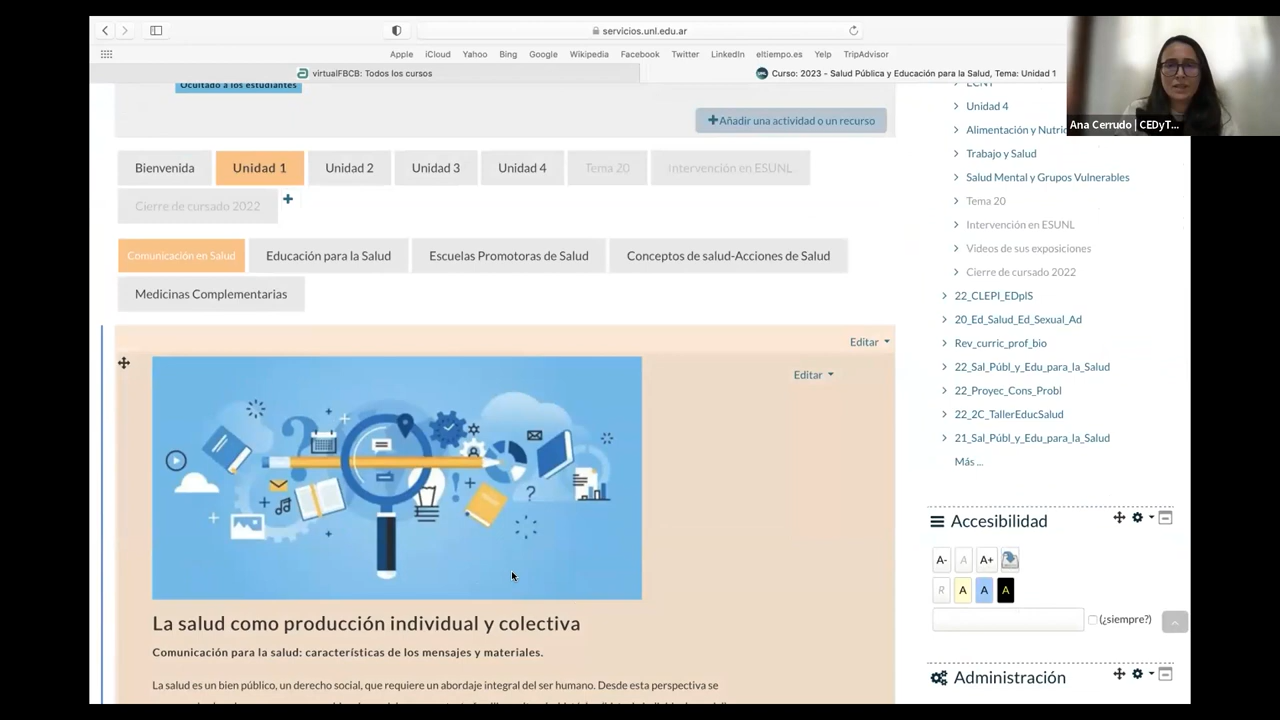 servicios.unl.edu.ar
Apple iCloud Yahoo Bing Google Wikipedia Facebook Twitter LinkedIn eltiempo.es Yelp TripAdvisor
virtualFBCB: Todos los cursos
Curso: 2023 - Salud Pública y Educación para la Salud, Tema: Unidad 1
Ana Cerrudo | CEDyT...
Ocultado a los estudiantes
Añadir una actividad o un recurso
Bienvenida Unidad 1 Unidad 2 Unidad 3 Unidad 4 Tema 20 Intervención en ESUNL
Cierre de cursado 2022
Comunicación en Salud Educación para la Salud Escuelas Promotoras de Salud Conceptos de salud-Acciones de Salud
Medicinas Complementarias
Editar
Editar
La salud como producción individual y colectiva
Comunicación para la salud: características de los mensajes y materiales.
La salud es un bien público, un derecho social, que requiere un abordaje integral del ser humano. Desde esta perspectiva se
ECNT
Unidad 4
Alimentación y
Trabajo y Salud
Salud Mental y Grupos Vulnerables
Tema 20
Intervención en ESUNL
Videos de sus exposiciones
Cierre de cursado 2022
22_CLEPI_EDpIS
20_Ed_Salud_Ed_Sexual_Ad
Rev_curric_prof_bio
22_Sal_Públ_y_Edu_para_la_Salud
22_Proyec_Cons_Probl
22_2C_TallerEducSalud
21_Sal_Públ_y_Edu_para_la_Salud
Más ...
Accesibilidad
A- A A+
R A A A
(¿siempre?)
Administración